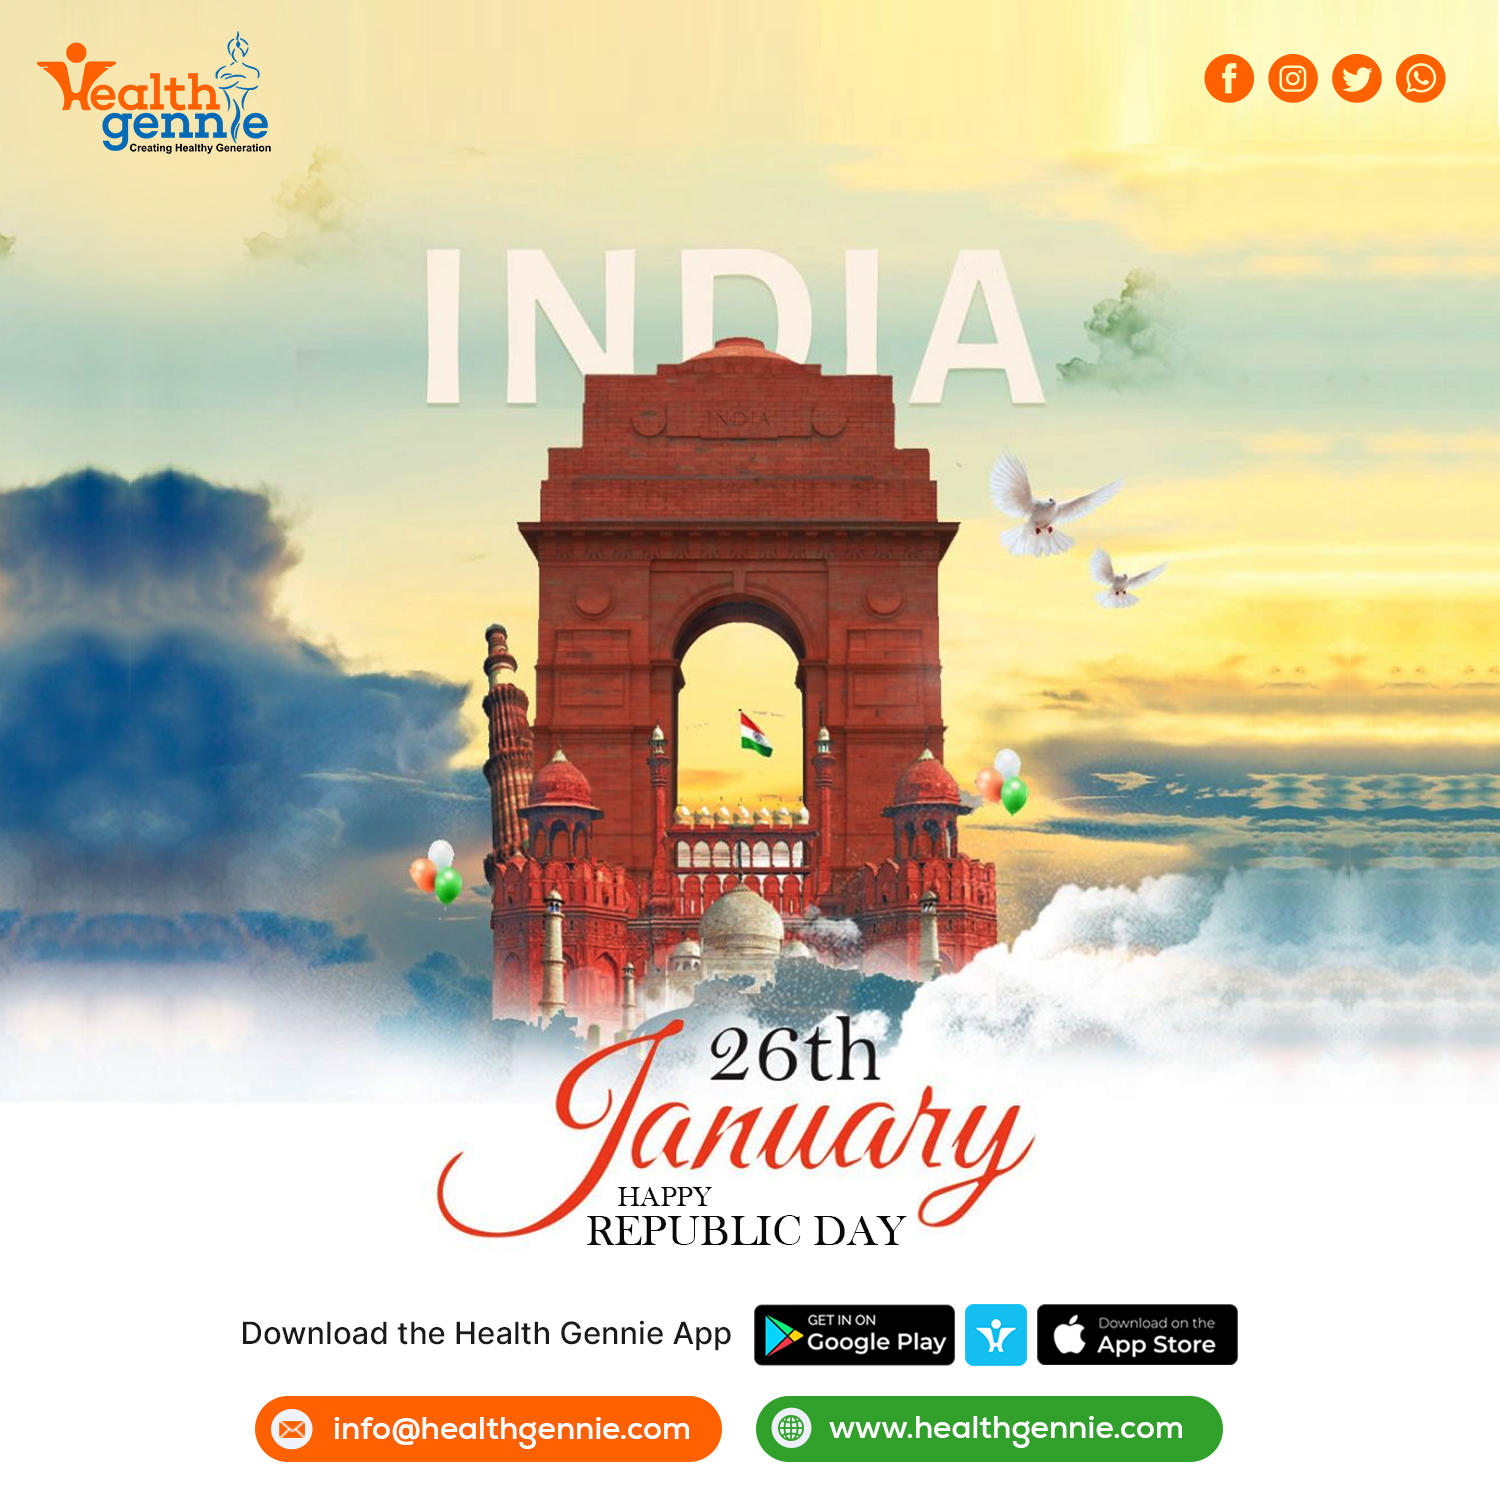 Health
gennie
Creating Healthy Generation
INDIA
INDIA
26th
January
HAPPY
REPUBLIC DAY
Download the Health Gennie App
GET IN ON
Google Play
Download on the
App Store
info@healthgennie.com
www.healthgennie.com